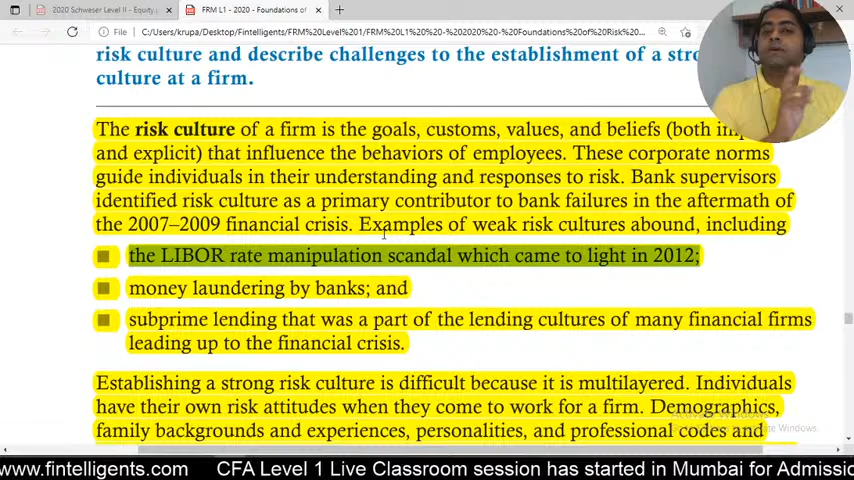 2020 Schweser Level II - Equity
FRM L1 - 2020 - Foundations of
File
C:/Users/krupa/Desktop/Fintelligents/FRM%20Level%201/FRM%20L1%20%20-%202020%20-%20Foundations%20of%20Risk%20M...
risk culture and describe challenges to the establishment of a stro
culture at a firm.
The risk culture of a firm is the goals, customs, values, and beliefs (both imp
and explicit) that influence the behaviors of employees. These corporate norms
guide individuals in their understanding and responses to risk. Bank supervisors
identified risk culture as a primary contributor to bank failures in the aftermath of
the 2007–2009 financial crisis. Examples of weak risk cultures abound, including
the LIBOR rate manipulation scandal which came to light in 2012;
money laundering by banks; and
subprime lending that was a part of the lending cultures of many financial firms
leading up to the financial crisis.
Establishing a strong risk culture is difficult because it is multilayered. Individuals
have their own risk attitudes when they come to work for a firm. Demographics,
family backgrounds and experiences, personalities, and professional codes and
www.fintelligents.com CFA Level 1 Live Classroom session has started in Mumbai for Admissio